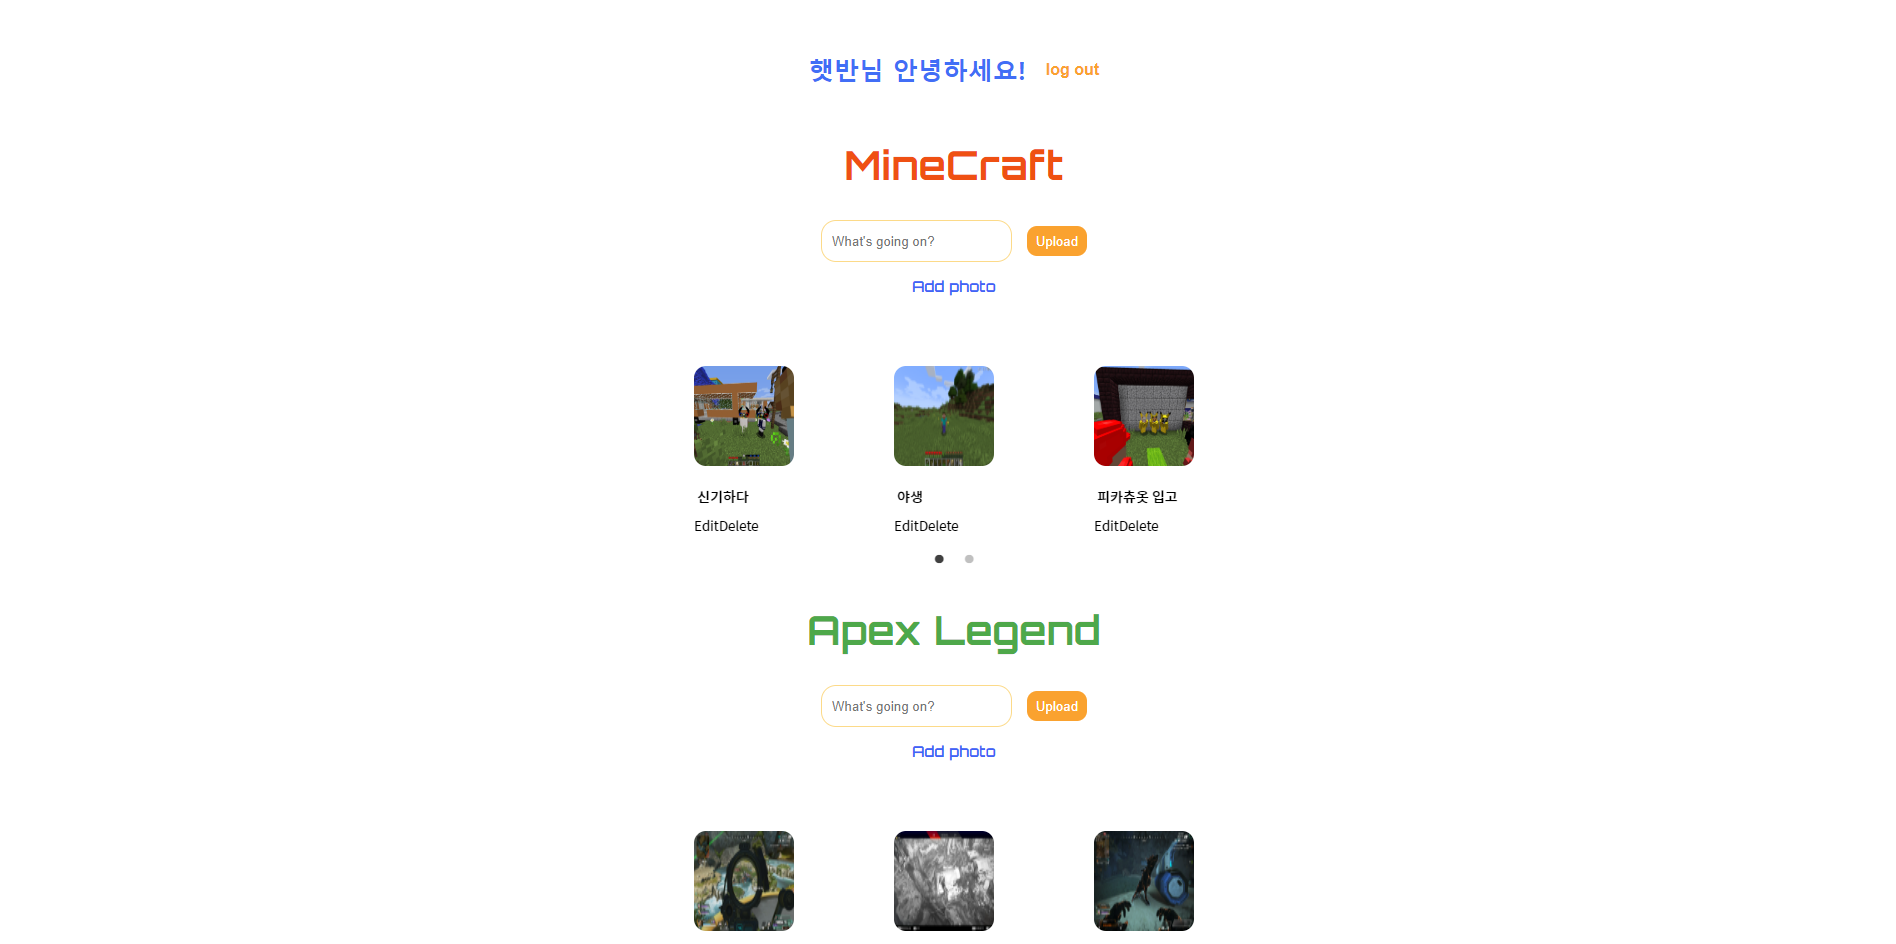 햇반님 안녕하세요! log out
MineCraft
What's going on? Upload
Add photo
신기하다 야생 피카츄옷 입고
EditDelete EditDelete EditDelete
Apex Legend
What's going on? Upload
Add photo